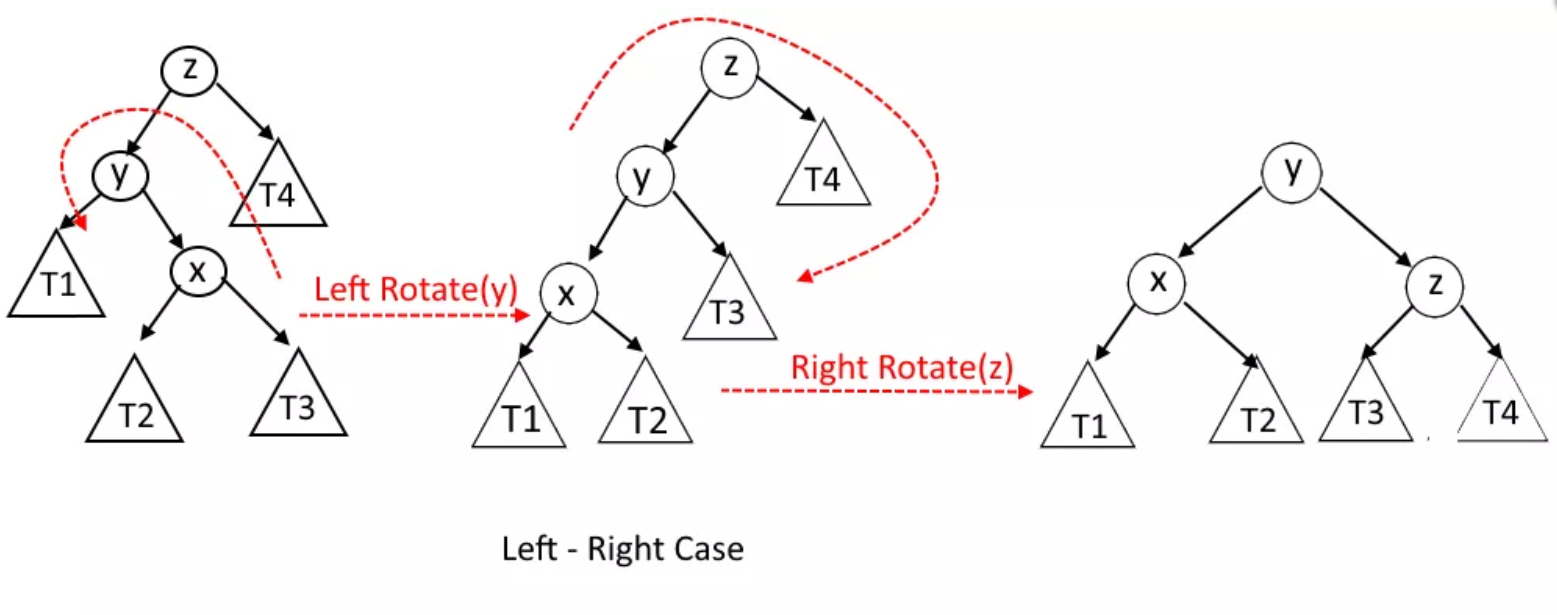 z
y
T4
T1
x
T2
T3
Left Rotate(y)
z
y
T4
x
T3
T1
T2
Right Rotate(z)
y
x
z
T1
T2
T3
T4
Left - Right Case